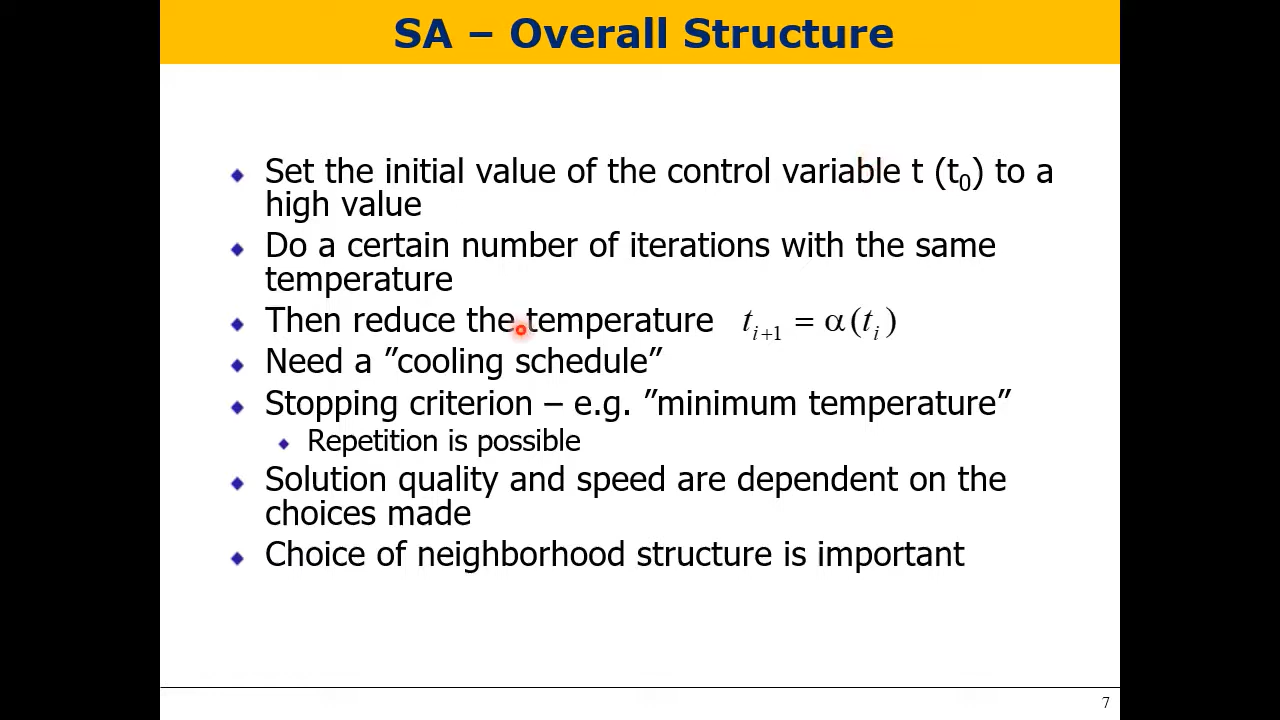 SA – Overall Structure
Set the initial value of the control variable t (t₀) to a
high value
Do a certain number of iterations with the same
temperature
Then reduce the temperature tᵢ₊₁ = α(tᵢ)
Need a ”cooling schedule”
Stopping criterion – e.g. ”minimum temperature”
Repetition is possible
Solution quality and speed are dependent on the
choices made
Choice of neighborhood structure is important
7